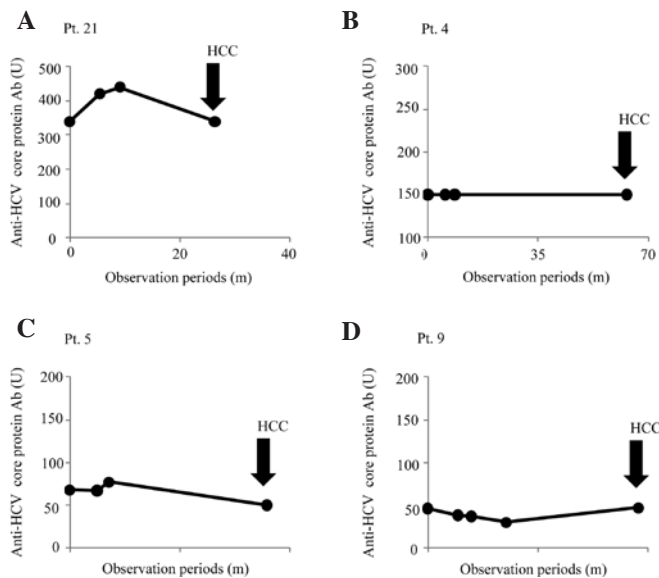 A Pt. 21
HCC
Anti-HCV core protein Ab (U)
500
400
300
200
100
0
0 20 40
Observation periods (m)
B Pt. 4
HCC
Anti-HCV core protein Ab (U)
300
250
200
150
100
0 35 70
Observation periods (m)
C Pt. 5
HCC
Anti-HCV core protein Ab (U)
200
150
100
50
0
Observation periods (m)
D Pt. 9
HCC
Anti-HCV core protein Ab (U)
200
150
100
50
0
Observation periods (m)